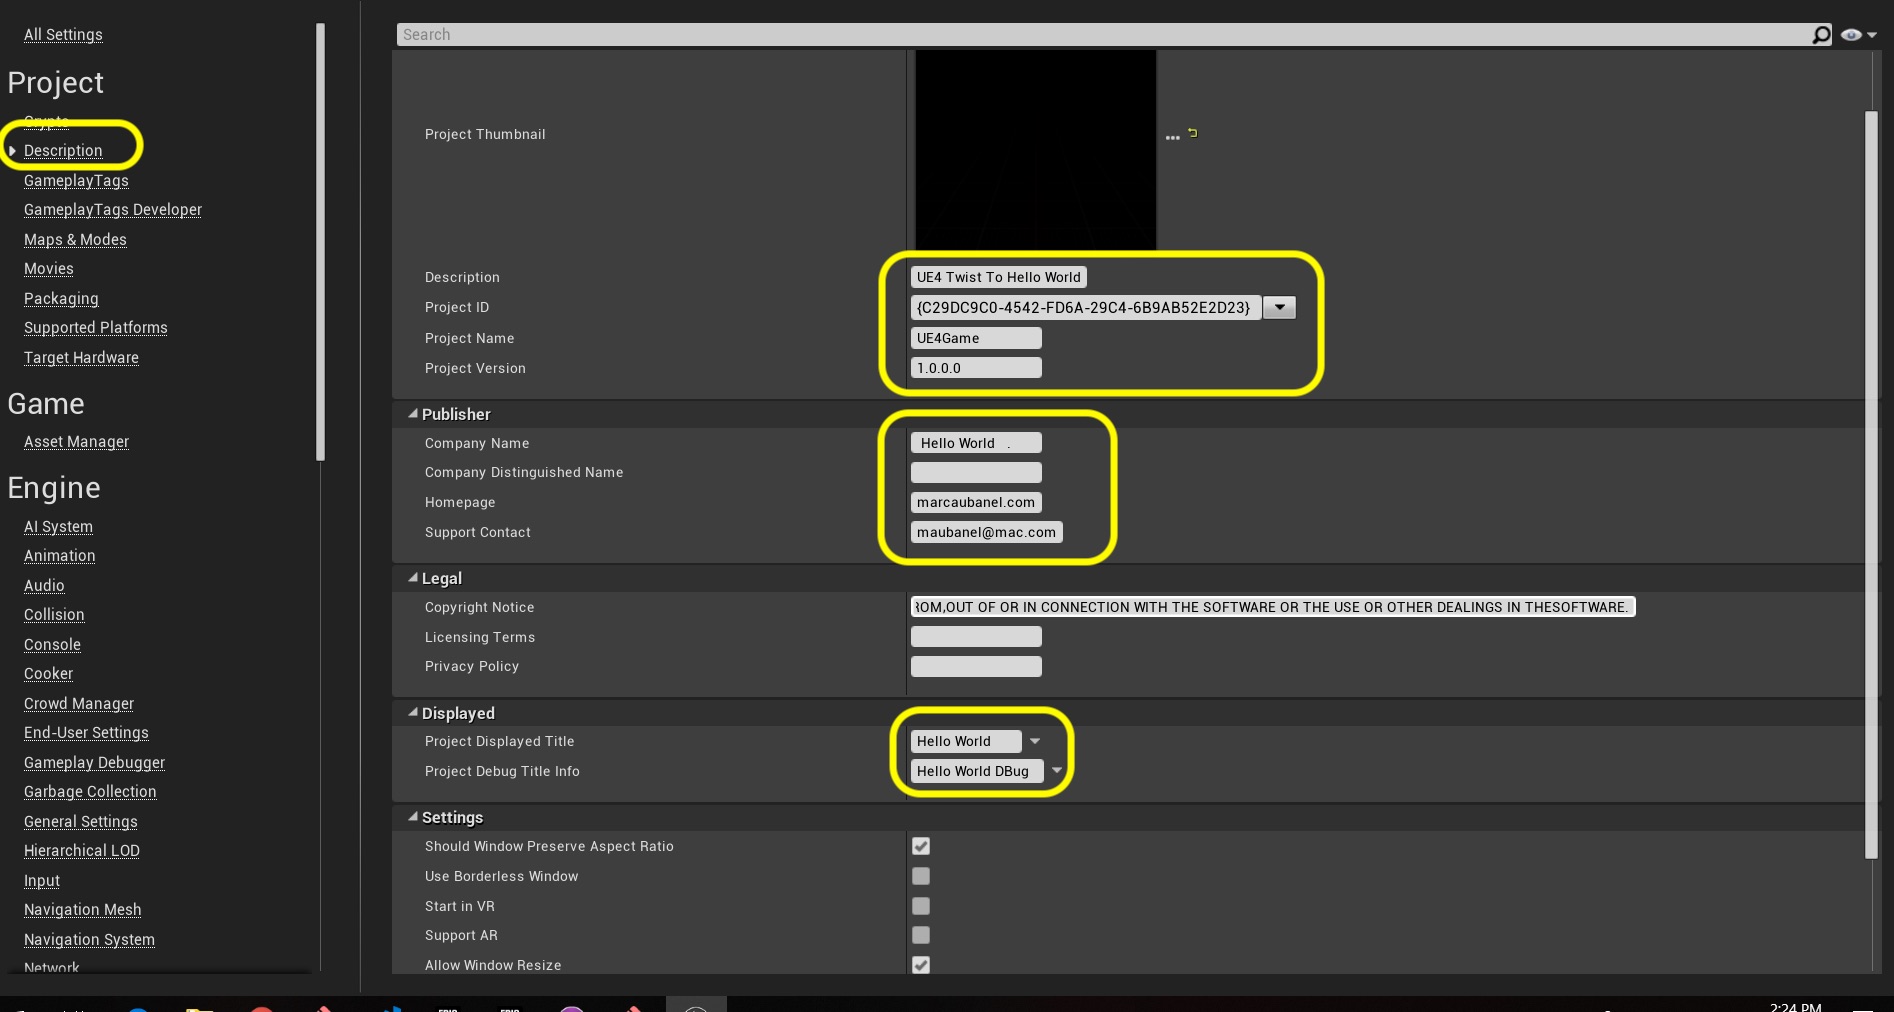 All Settings
Project
Crypto
Description
GameplayTags
GameplayTags Developer
Maps & Modes
Movies
Packaging
Supported Platforms
Target Hardware
Game
Asset Manager
Engine
AI System
Animation
Audio
Collision
Console
Cooker
Crowd Manager
End-User Settings
Gameplay Debugger
Garbage Collection
General Settings
Hierarchical LOD
Input
Navigation Mesh
Navigation System
Network
Search
Project Thumbnail
Description UE4 Twist To Hello World
Project ID {C29DC9C0-4542-FD6A-29C4-6B9AB52E2D23}
Project Name UE4Game
Project Version 1.0.0.0
Publisher
Company Name Hello World .
Company Distinguished Name
Homepage marcaubanel.com
Support Contact maubanel@mac.com
Legal
Copyright Notice ROM,OUT OF OR IN CONNECTION WITH THE SOFTWARE OR THE USE OR OTHER DEALINGS IN THESOFTWARE.
Licensing Terms
Privacy Policy
Displayed
Project Displayed Title Hello World
Project Debug Title Info Hello World DBug
Settings
Should Window Preserve Aspect Ratio
Use Borderless Window
Start in VR
Support AR
Allow Window Resize
2:24 PM